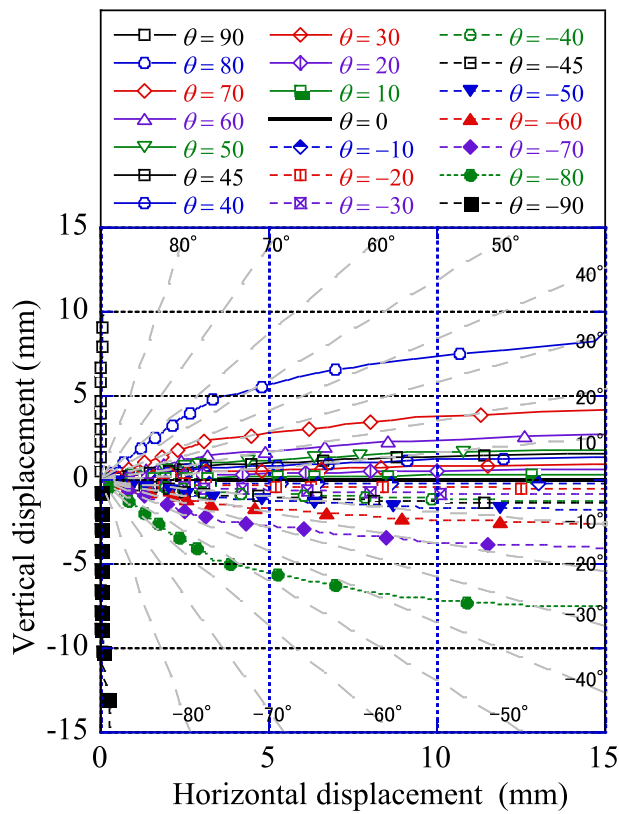 θ = 90 θ = 30 θ = −40
θ = 80 θ = 20 θ = −45
θ = 70 θ = 10 θ = −50
θ = 60 θ = 0 θ = −60
θ = 50 θ = −10 θ = −70
θ = 45 θ = −20 θ = −80
θ = 40 θ = −30 θ = −90
15
80° 70° 60° 50°
40°
10
30°
5
20°
10°
0
−10°
-5
20°
−30°
-10
−40°
−80° −70° −60° −50°
-15
0 5 10 15
Vertical displacement (mm)
Horizontal displacement (mm)